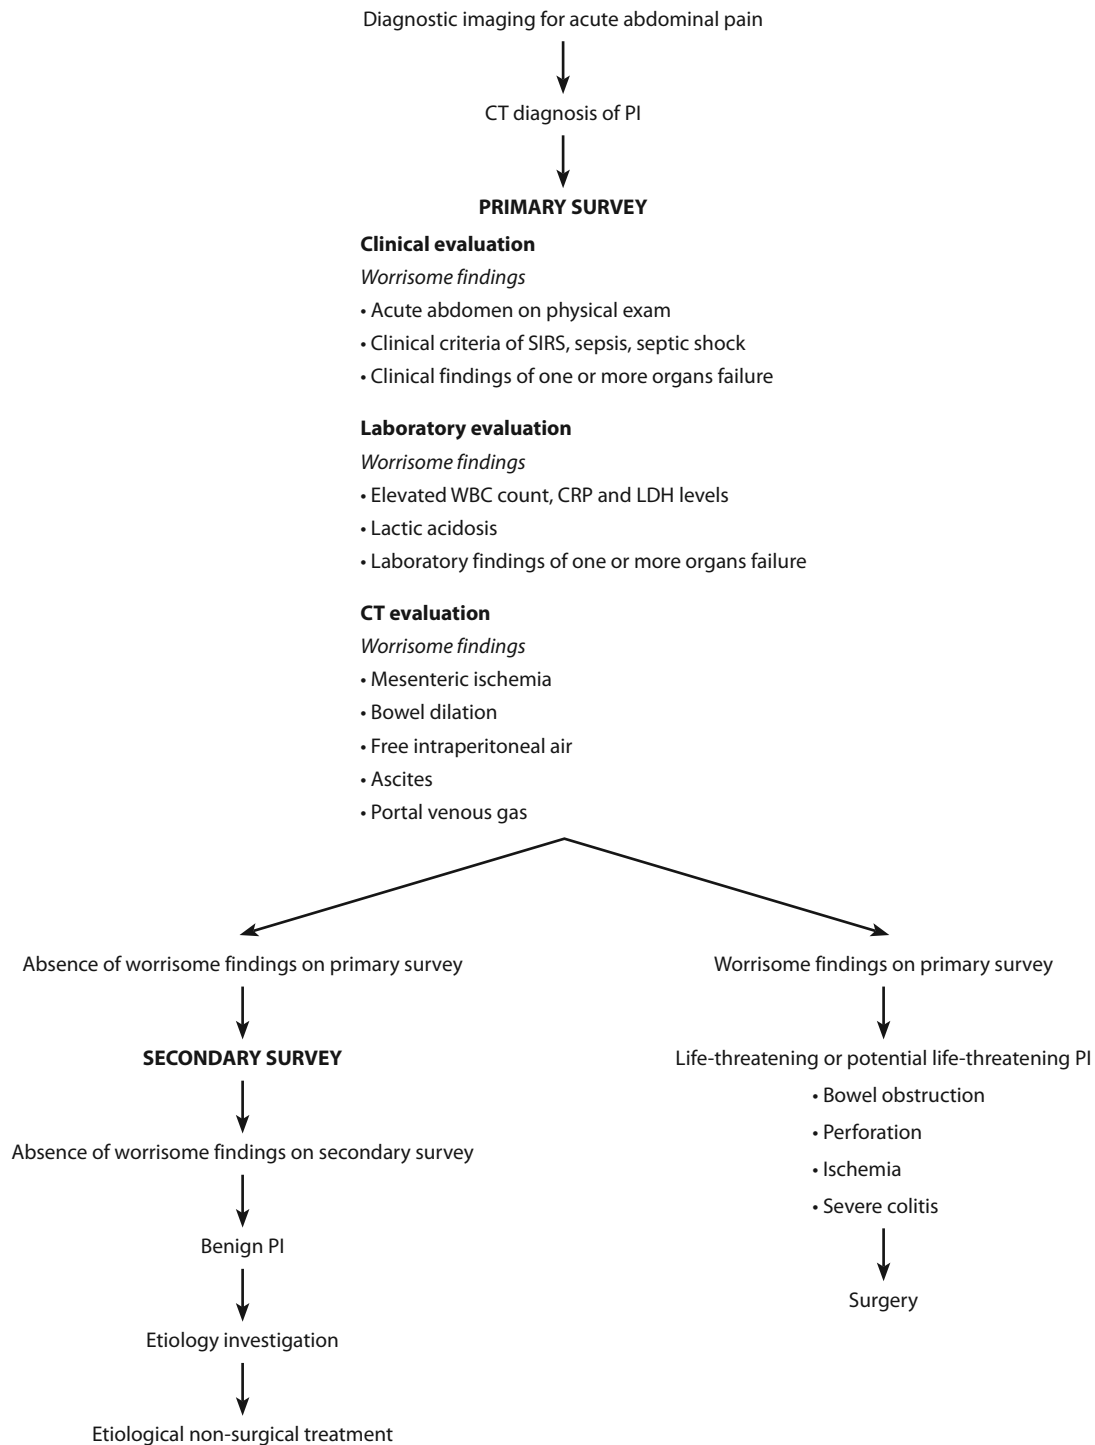 Diagnostic imaging for acute abdominal pain
CT diagnosis of PI
PRIMARY SURVEY
Clinical evaluation
Worrisome findings
• Acute abdomen on physical exam
• Clinical criteria of SIRS, sepsis, septic shock
• Clinical findings of one or more organs failure
Laboratory evaluation
Worrisome findings
• Elevated WBC count, CRP and LDH levels
• Lactic acidosis
• Laboratory findings of one or more organs failure
CT evaluation
Worrisome findings
• Mesenteric ischemia
• Bowel dilation
• Free intraperitoneal air
• Ascites
• Portal venous gas
Absence of worrisome findings on primary survey
SECONDARY SURVEY
Absence of worrisome findings on secondary survey
Benign PI
Etiology investigation
Etiological non-surgical treatment
Worrisome findings on primary survey
Life-threatening or potential life-threatening PI
• Bowel obstruction
• Perforation
• Ischemia
• Severe colitis
Surgery